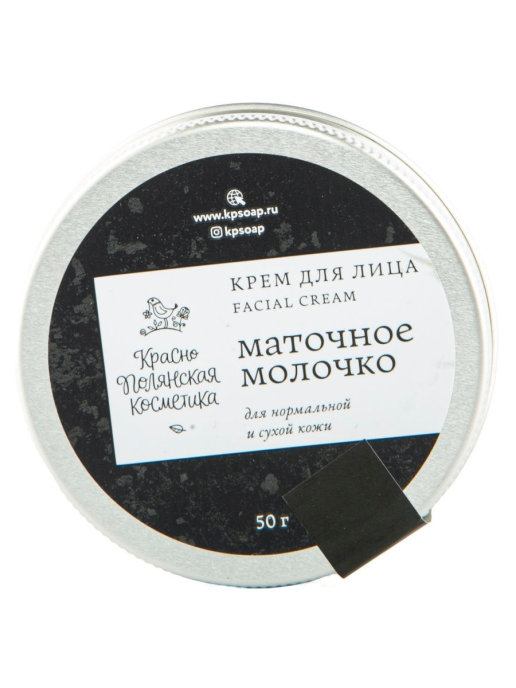 www.kpsoap.ru
kpsoap
КРЕМ ДЛЯ ЛИЦА
FACIAL CREAM
Красно
Полянская
Косметика
МАТОЧНОЕ
МОЛОЧКО
для нормальной
и сухой кожи
50 г